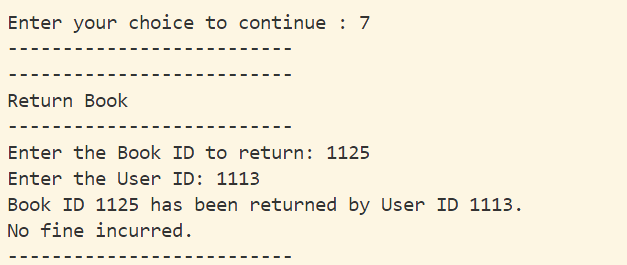 Enter your choice to continue : 7
--------------------------
--------------------------
Return Book
--------------------------
Enter the Book ID to return: 1125
Enter the User ID: 1113
Book ID 1125 has been returned by User ID 1113.
No fine incurred.
--------------------------